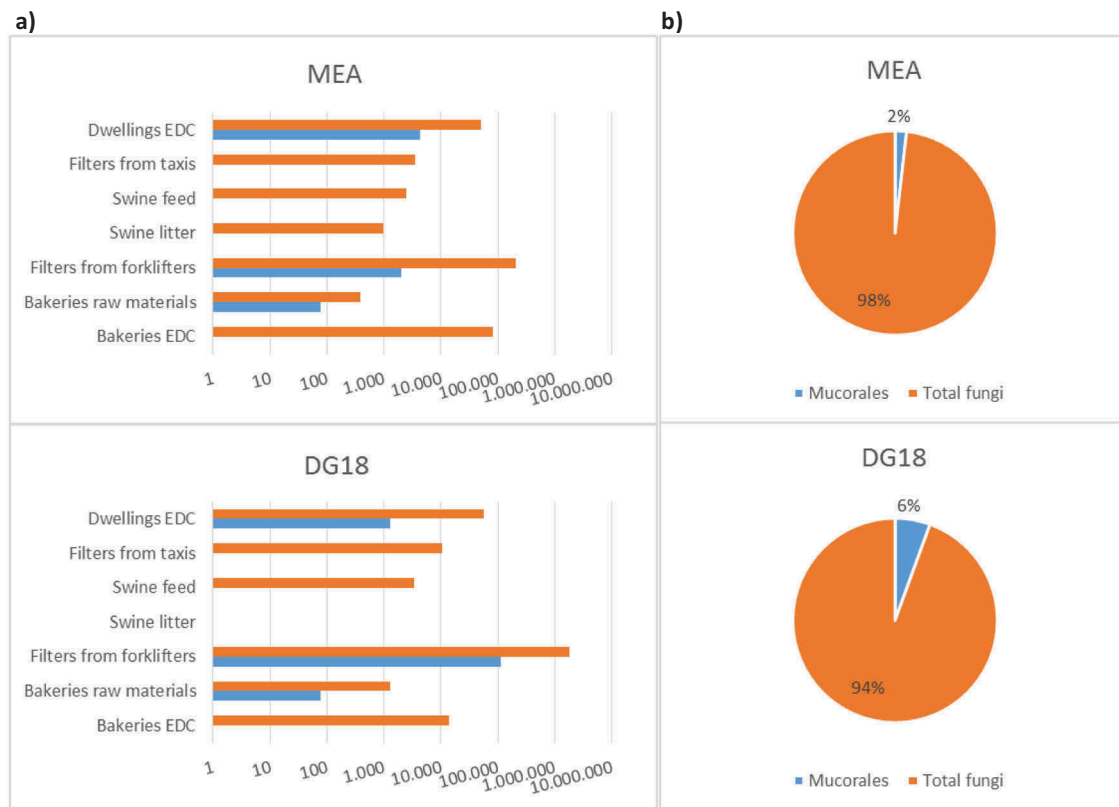 a)
MEA
Dwellings EDC
Filters from taxis
Swine feed
Swine litter
Filters from forklifters
Bakeries raw materials
Bakeries EDC
1 10 100 1.000 10.000 100.000 1.000.000 10.000.000
b)
MEA
2%
98%
Mucorales Total fungi
DG18
Dwellings EDC
Filters from taxis
Swine feed
Swine litter
Filters from forklifters
Bakeries raw materials
Bakeries EDC
1 10 100 1.000 10.000 100.000 1.000.000 10.000.000
DG18
6%
94%
Mucorales Total fungi